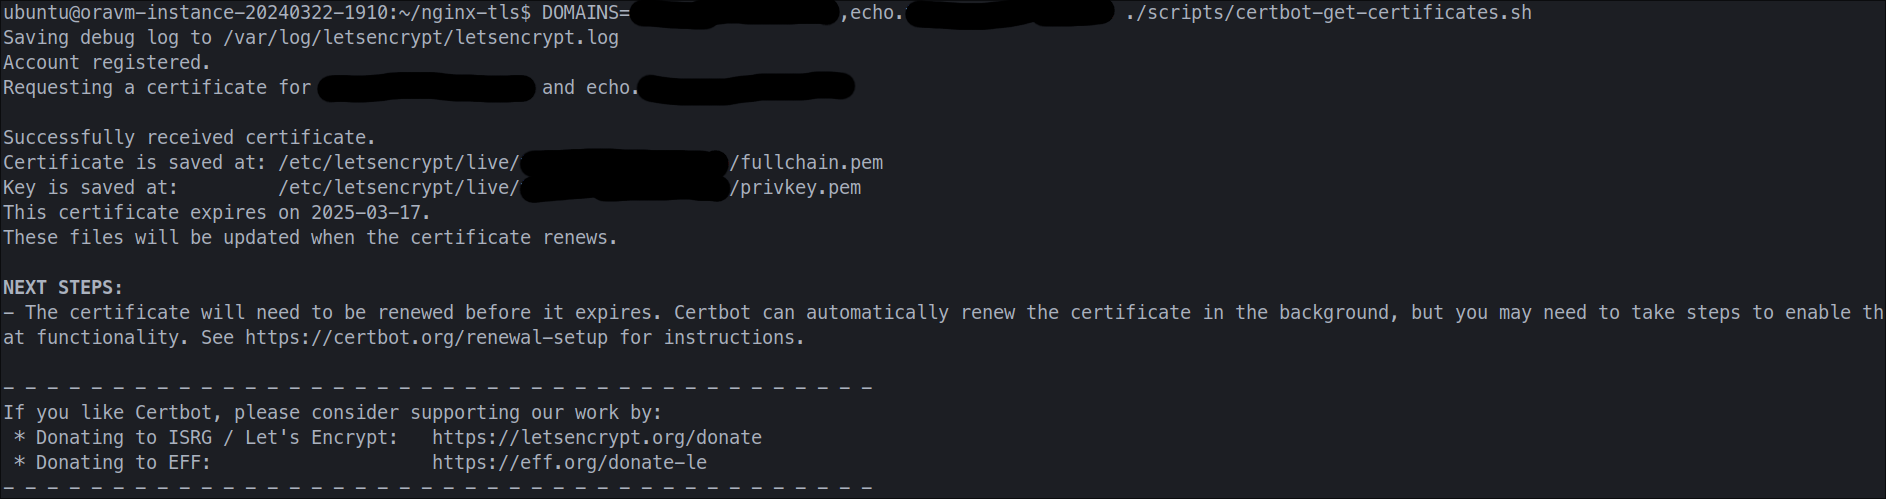 ubuntu@oravm-instance-20240322-1910:~/nginx-tls$ DOMAINS= ,echo. ./scripts/certbot-get-certificates.sh
Saving debug log to /var/log/letsencrypt/letsencrypt.log
Account registered.
Requesting a certificate for and echo.
Successfully received certificate.
Certificate is saved at: /etc/letsencrypt/live/ /fullchain.pem
Key is saved at: /etc/letsencrypt/live/ /privkey.pem
This certificate expires on 2025-03-17.
These files will be updated when the certificate renews.
NEXT STEPS:
- The certificate will need to be renewed before it expires. Certbot can automatically renew the certificate in the background, but you may need to take steps to enable th
at functionality. See https://certbot.org/renewal-setup for instructions.
- - - - - - - - - - - - - - - - - - - - - - - - - - - - - - - - - - - - - - - -
If you like Certbot, please consider supporting our work by:
* Donating to ISRG / Let's Encrypt: https://letsencrypt.org/donate
* Donating to EFF: https://eff.org/donate-le
- - - - - - - - - - - - - - - - - - - - - - - - - - - - - - - - - - - - - - - -